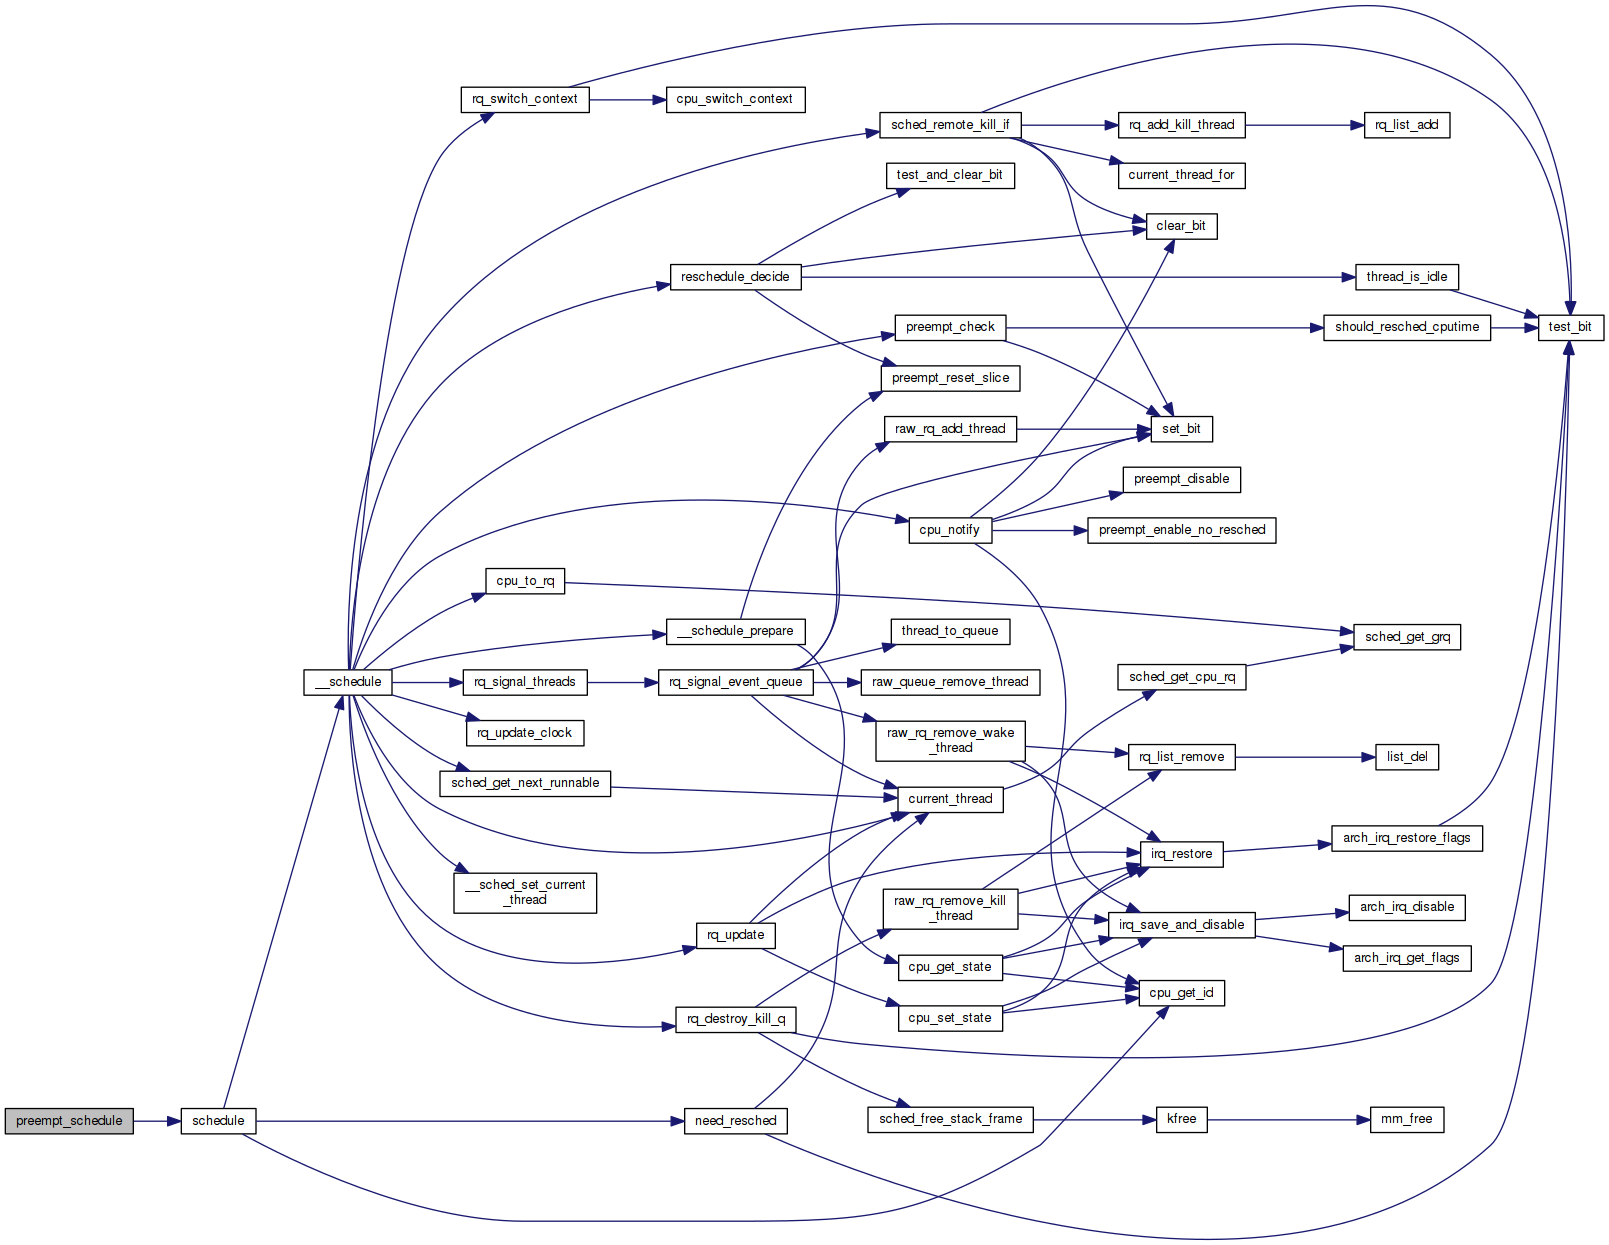 rq_switch_context
cpu_switch_context
sched_remote_kill_if
rq_add_kill_thread
rq_list_add
test_and_clear_bit
current_thread_for
clear_bit
reschedule_decide
thread_is_idle
preempt_check
should_resched_cputime
test_bit
preempt_reset_slice
raw_rq_add_thread
set_bit
preempt_disable
cpu_notify
preempt_enable_no_resched
cpu_to_rq
__schedule_prepare
thread_to_queue
sched_get_grq
__schedule
rq_signal_threads
rq_signal_event_queue
raw_queue_remove_thread
sched_get_cpu_rq
rq_update_clock
raw_rq_remove_wake
_thread
rq_list_remove
list_del
sched_get_next_runnable
current_thread
arch_irq_restore_flags
irq_restore
__sched_set_current
_thread
raw_rq_remove_kill
_thread
arch_irq_disable
irq_save_and_disable
rq_update
arch_irq_get_flags
cpu_get_state
cpu_get_id
rq_destroy_kill_q
cpu_set_state
preempt_schedule
schedule
need_resched
sched_free_stack_frame
kfree
mm_free